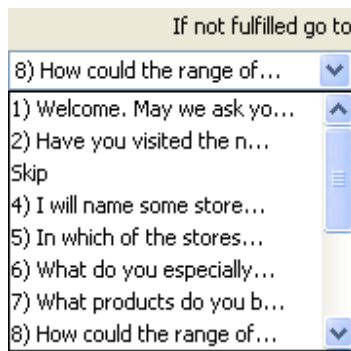 If not fulfilled go to
8) How could the range of...
1) Welcome. May we ask yo...
2) Have you visited the n...
Skip
4) I will name some store...
5) In which of the stores...
6) What do you especially...
7) What products do you b...
8) How could the range of...